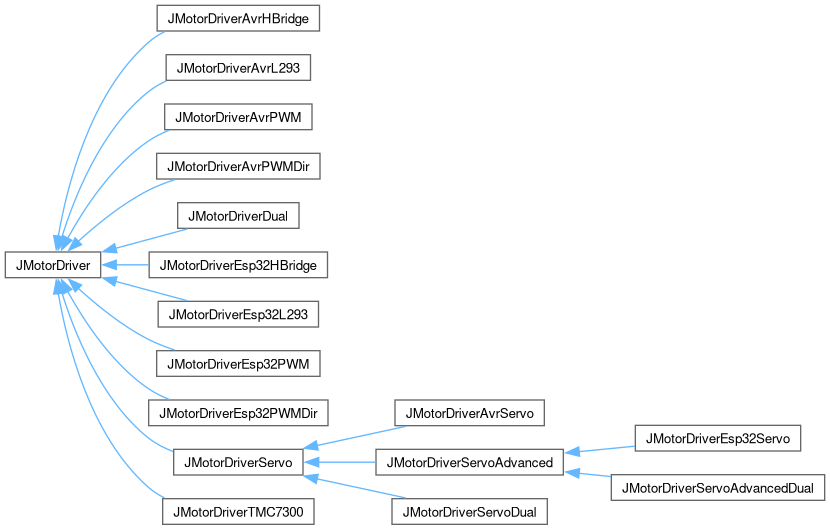 JMotorDriverAvrHBridge
JMotorDriverAvrL293
JMotorDriverAvrPWM
JMotorDriverAvrPWMDir
JMotorDriverDual
JMotorDriver
JMotorDriverEsp32HBridge
JMotorDriverEsp32L293
JMotorDriverEsp32PWM
JMotorDriverEsp32PWMDir
JMotorDriverAvrServo
JMotorDriverEsp32Servo
JMotorDriverServo
JMotorDriverServoAdvanced
JMotorDriverServoAdvancedDual
JMotorDriverTMC7300
JMotorDriverServoDual